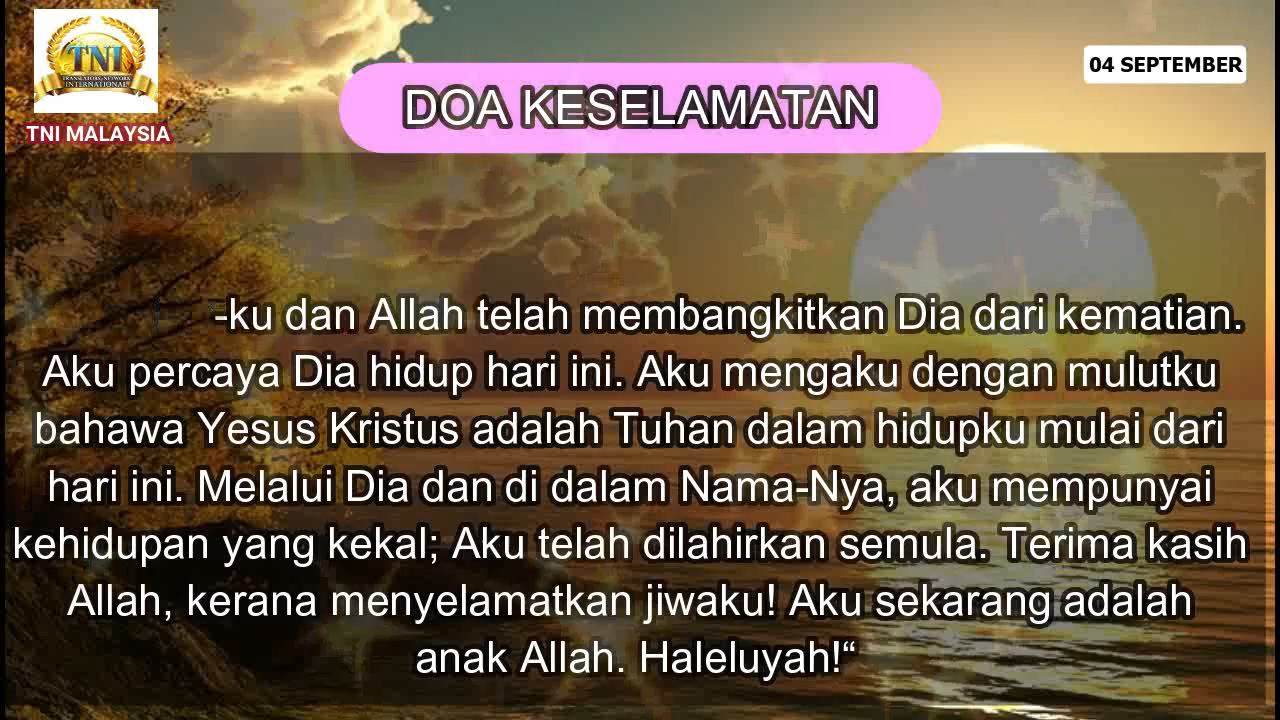 TNI
TRANSLATORS NETWORK
INTERNATIONAL
TNI MALAYSIA
04 SEPTEMBER
DOA KESELAMATAN
-ku dan Allah telah membangkitkan Dia dari kematian.
Aku percaya Dia hidup hari ini. Aku mengaku dengan mulutku
bahawa Yesus Kristus adalah Tuhan dalam hidupku mulai dari
hari ini. Melalui Dia dan di dalam Nama-Nya, aku mempunyai
kehidupan yang kekal; Aku telah dilahirkan semula. Terima kasih
Allah, kerana menyelamatkan jiwaku! Aku sekarang adalah
anak Allah. Haleluyah!“